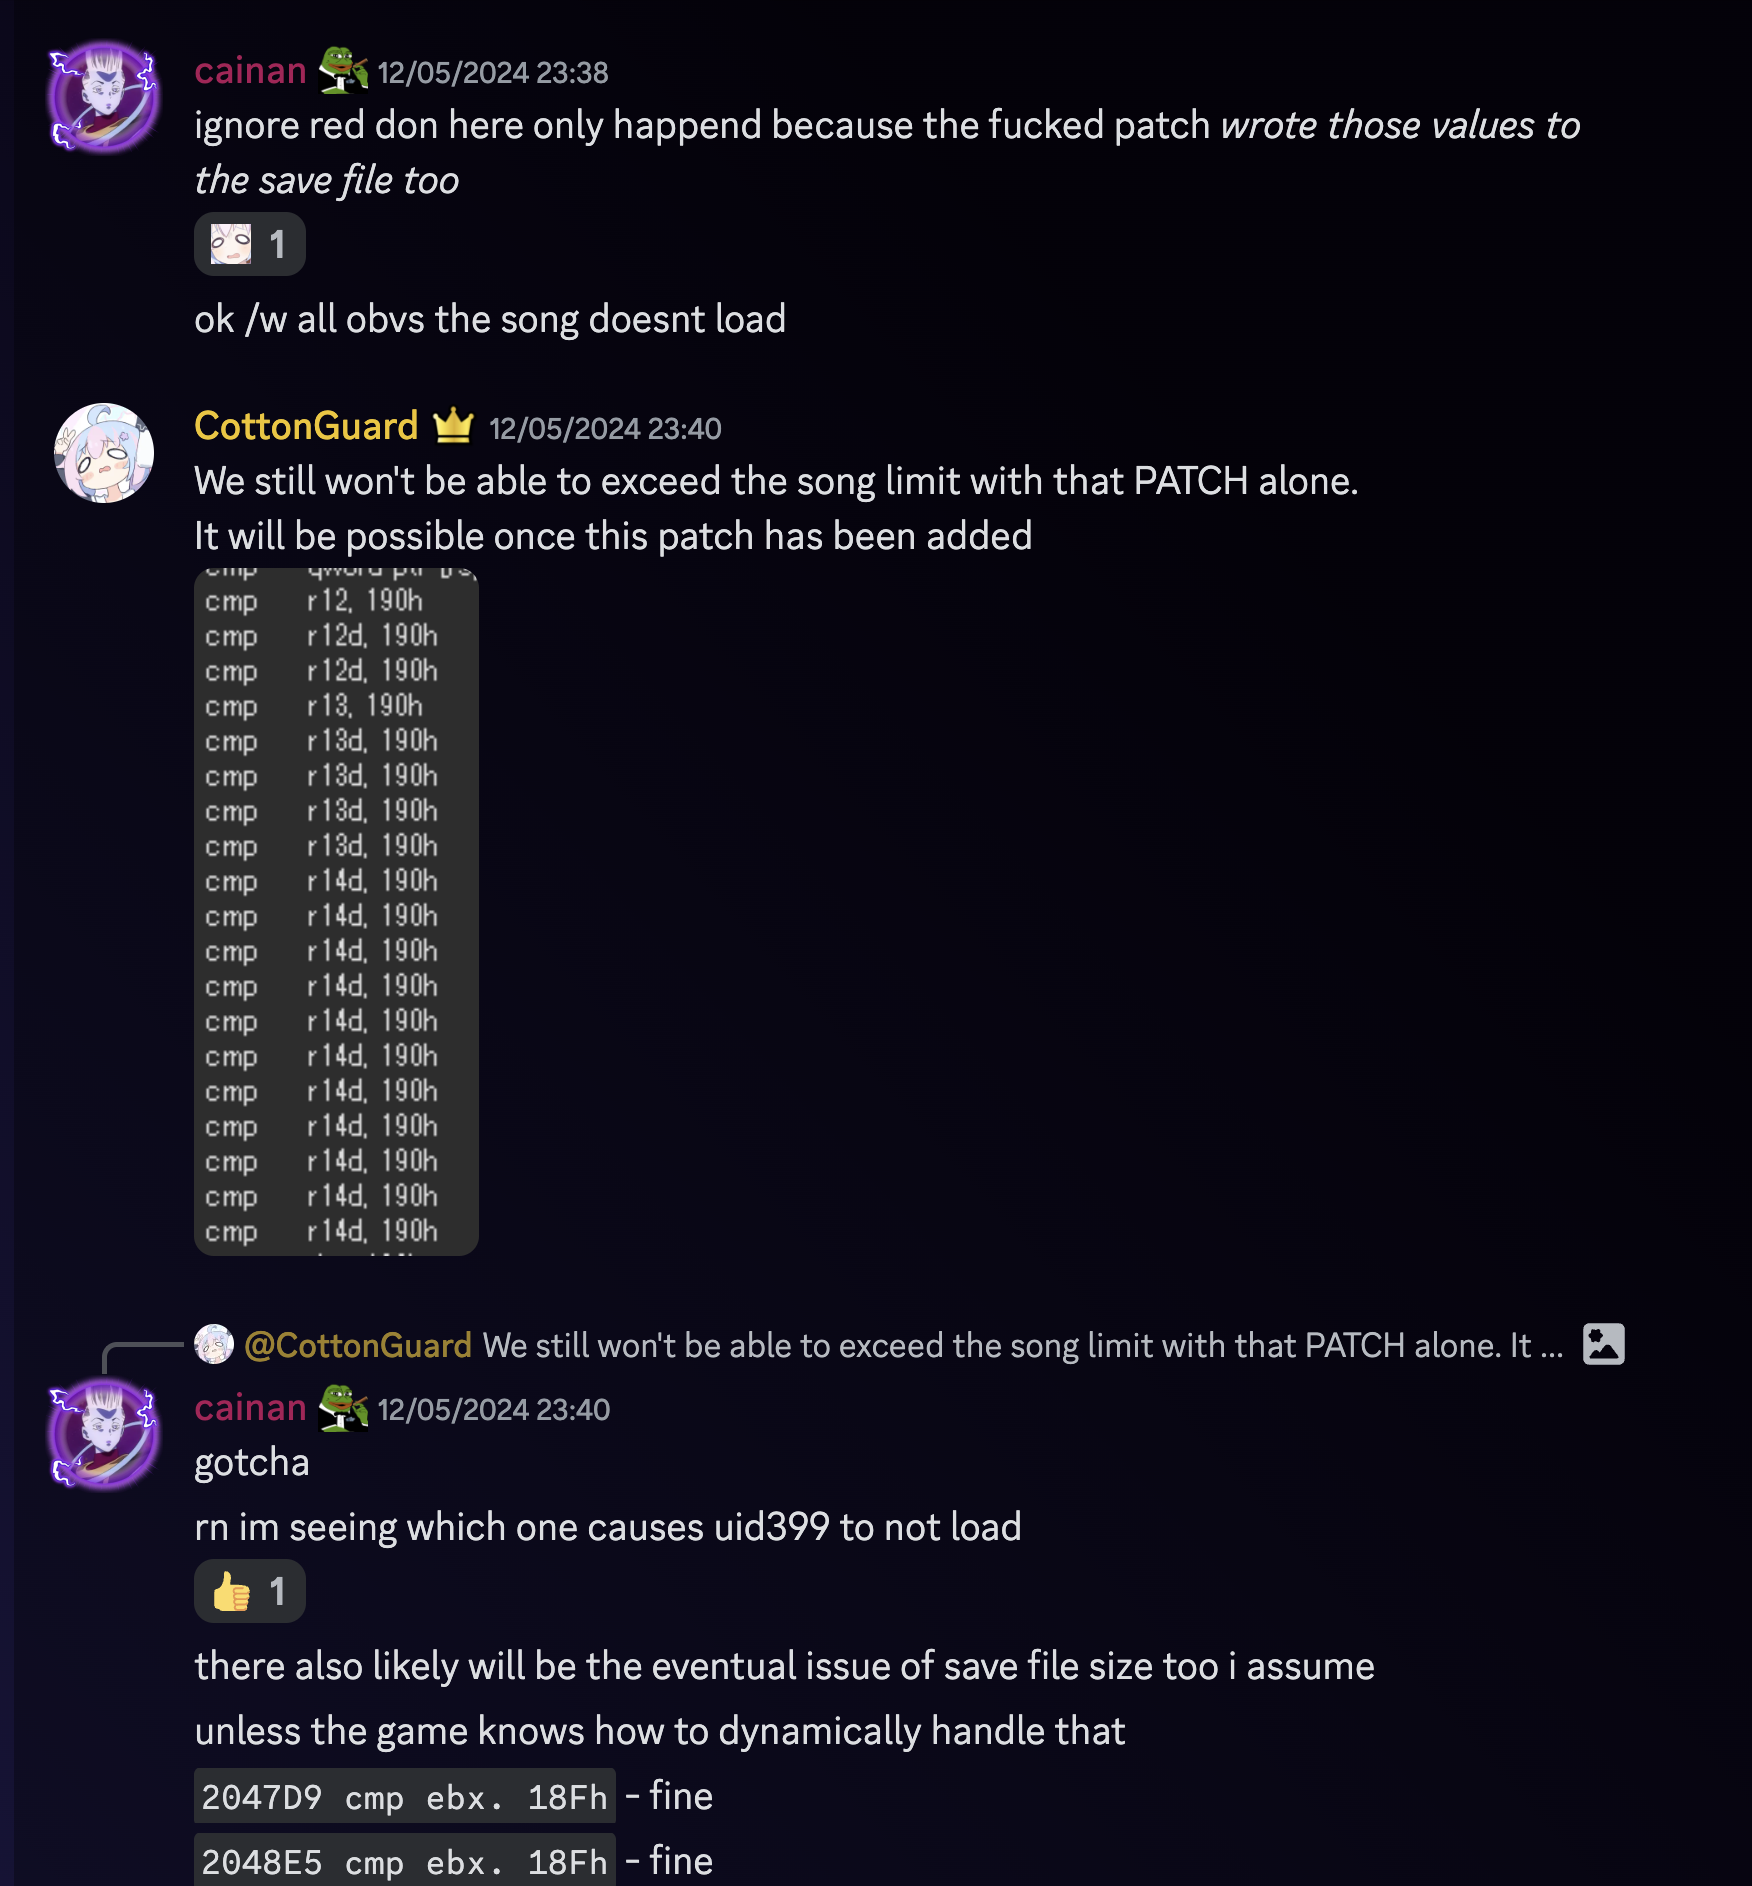 cainan 12/05/2024 23:38
ignore red don here only happend because the fucked patch wrote those values to
the save file too
1
ok /w all obvs the song doesnt load
CottonGuard 12/05/2024 23:40
We still won't be able to exceed the song limit with that PATCH alone.
It will be possible once this patch has been added
cmp qword ptr
cmp r12, 190h
cmp r12d, 190h
cmp r12d, 190h
cmp r13, 190h
cmp r13d, 190h
cmp r13d, 190h
cmp r13d, 190h
cmp r13d, 190h
cmp r14d, 190h
cmp r14d, 190h
cmp r14d, 190h
cmp r14d, 190h
cmp r14d, 190h
cmp r14d, 190h
cmp r14d, 190h
cmp r14d, 190h
cmp r14d, 190h
cmp r14d, 190h
cmp r14d, 190h
@CottonGuard We still won't be able to exceed the song limit with that PATCH alone. It ...
cainan 12/05/2024 23:40
gotcha
rn im seeing which one causes uid399 to not load
1
there also likely will be the eventual issue of save file size too i assume
unless the game knows how to dynamically handle that
2047D9 cmp ebx. 18Fh - fine
2048E5 cmp ebx. 18Fh - fine